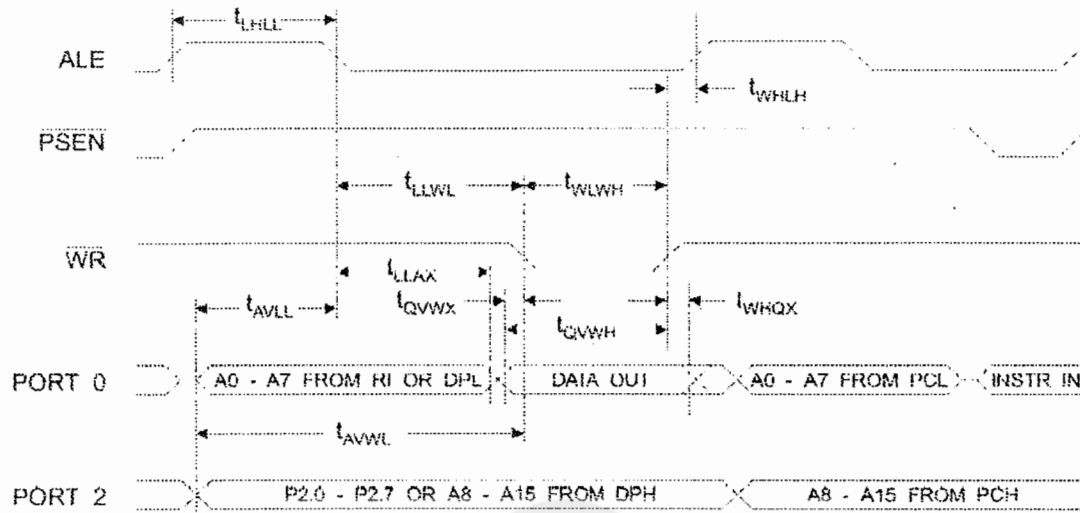 tLHLL
ALE
tWHLH
PSEN
tLLWL
tWLWH
WR
tLLAX
tAVLL
tQVWX
tWHQX
tQVWH
PORT 0
A0 - A7 FROM RI OR DPL
DATA OUT
A0 - A7 FROM PCL
INSTR IN
tAVWL
PORT 2
P2.0 - P2.7 OR A8 - A15 FROM DPH
A8 - A15 FROM PCH